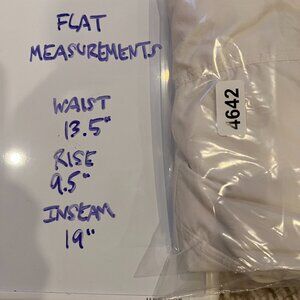 FLAT
MEASUREMENTS
WAIST
13.5"
RISE
9.5"
INSEAM
19"
4642